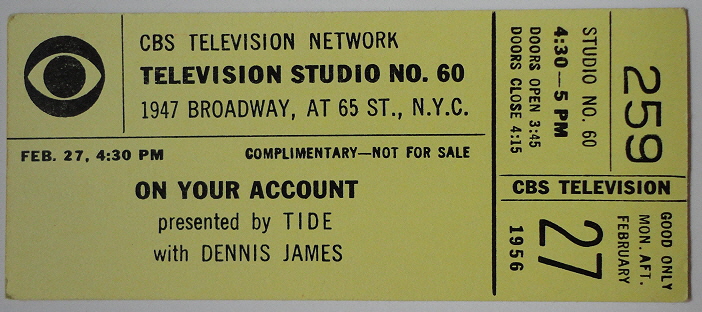 CBS TELEVISION NETWORK
TELEVISION STUDIO NO. 60
1947 BROADWAY, AT 65 ST., N.Y.C.
FEB. 27, 4:30 PM
COMPLIMENTARY—NOT FOR SALE
ON YOUR ACCOUNT
presented by TIDE
with DENNIS JAMES
259
STUDIO NO. 60
4:30—5 PM
DOORS OPEN 3:45
DOORS CLOSE 4:15
CBS TELEVISION
GOOD ONLY
MON. AFT.
FEBRUARY
27
1956